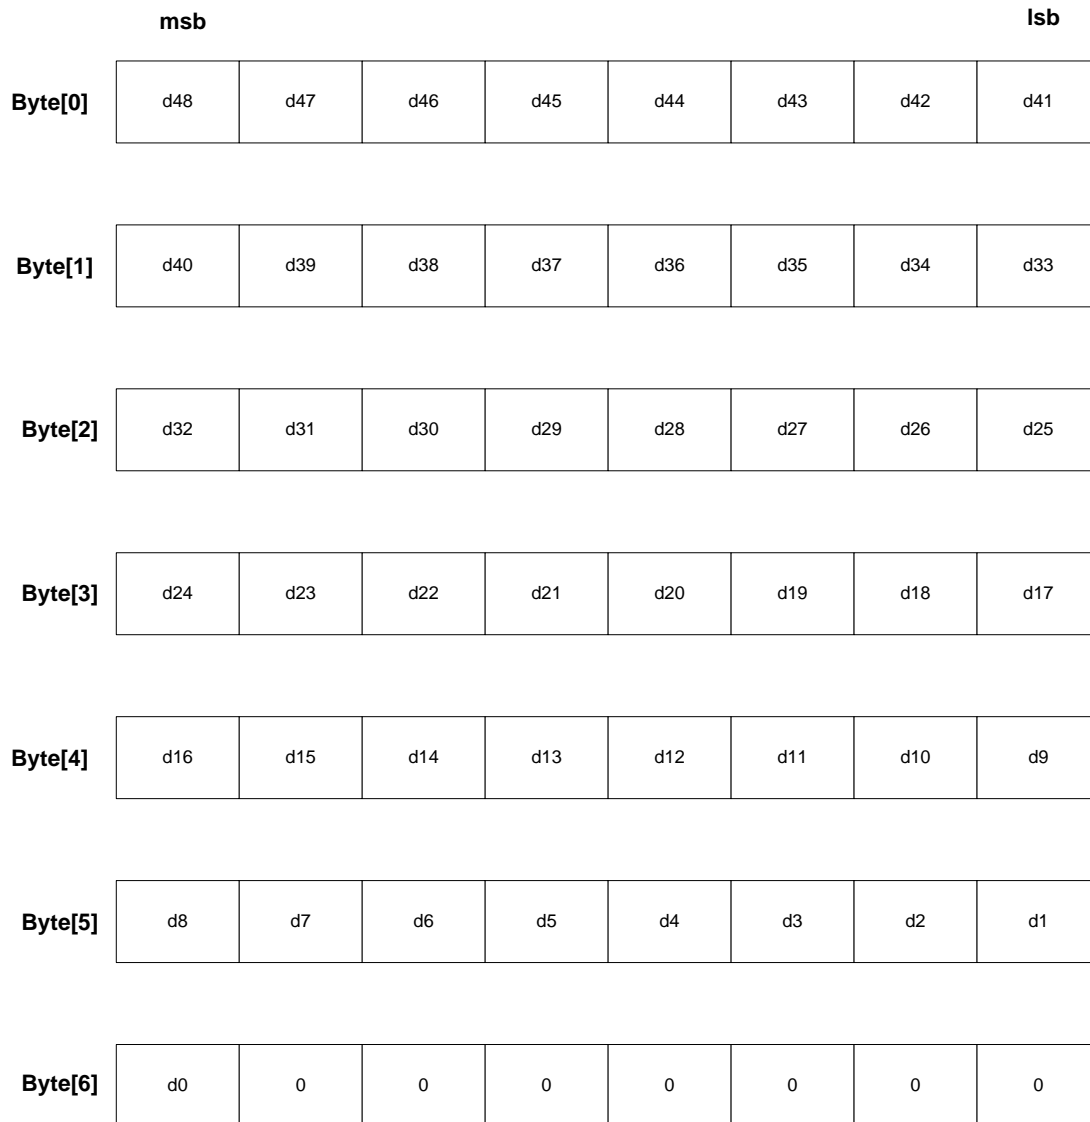 msb lsb
Byte[0] d48 d47 d46 d45 d44 d43 d42 d41
Byte[1] d40 d39 d38 d37 d36 d35 d34 d33
Byte[2] d32 d31 d30 d29 d28 d27 d26 d25
Byte[3] d24 d23 d22 d21 d20 d19 d18 d17
Byte[4] d16 d15 d14 d13 d12 d11 d10 d9
Byte[5] d8 d7 d6 d5 d4 d3 d2 d1
Byte[6] d0 0 0 0 0 0 0 0